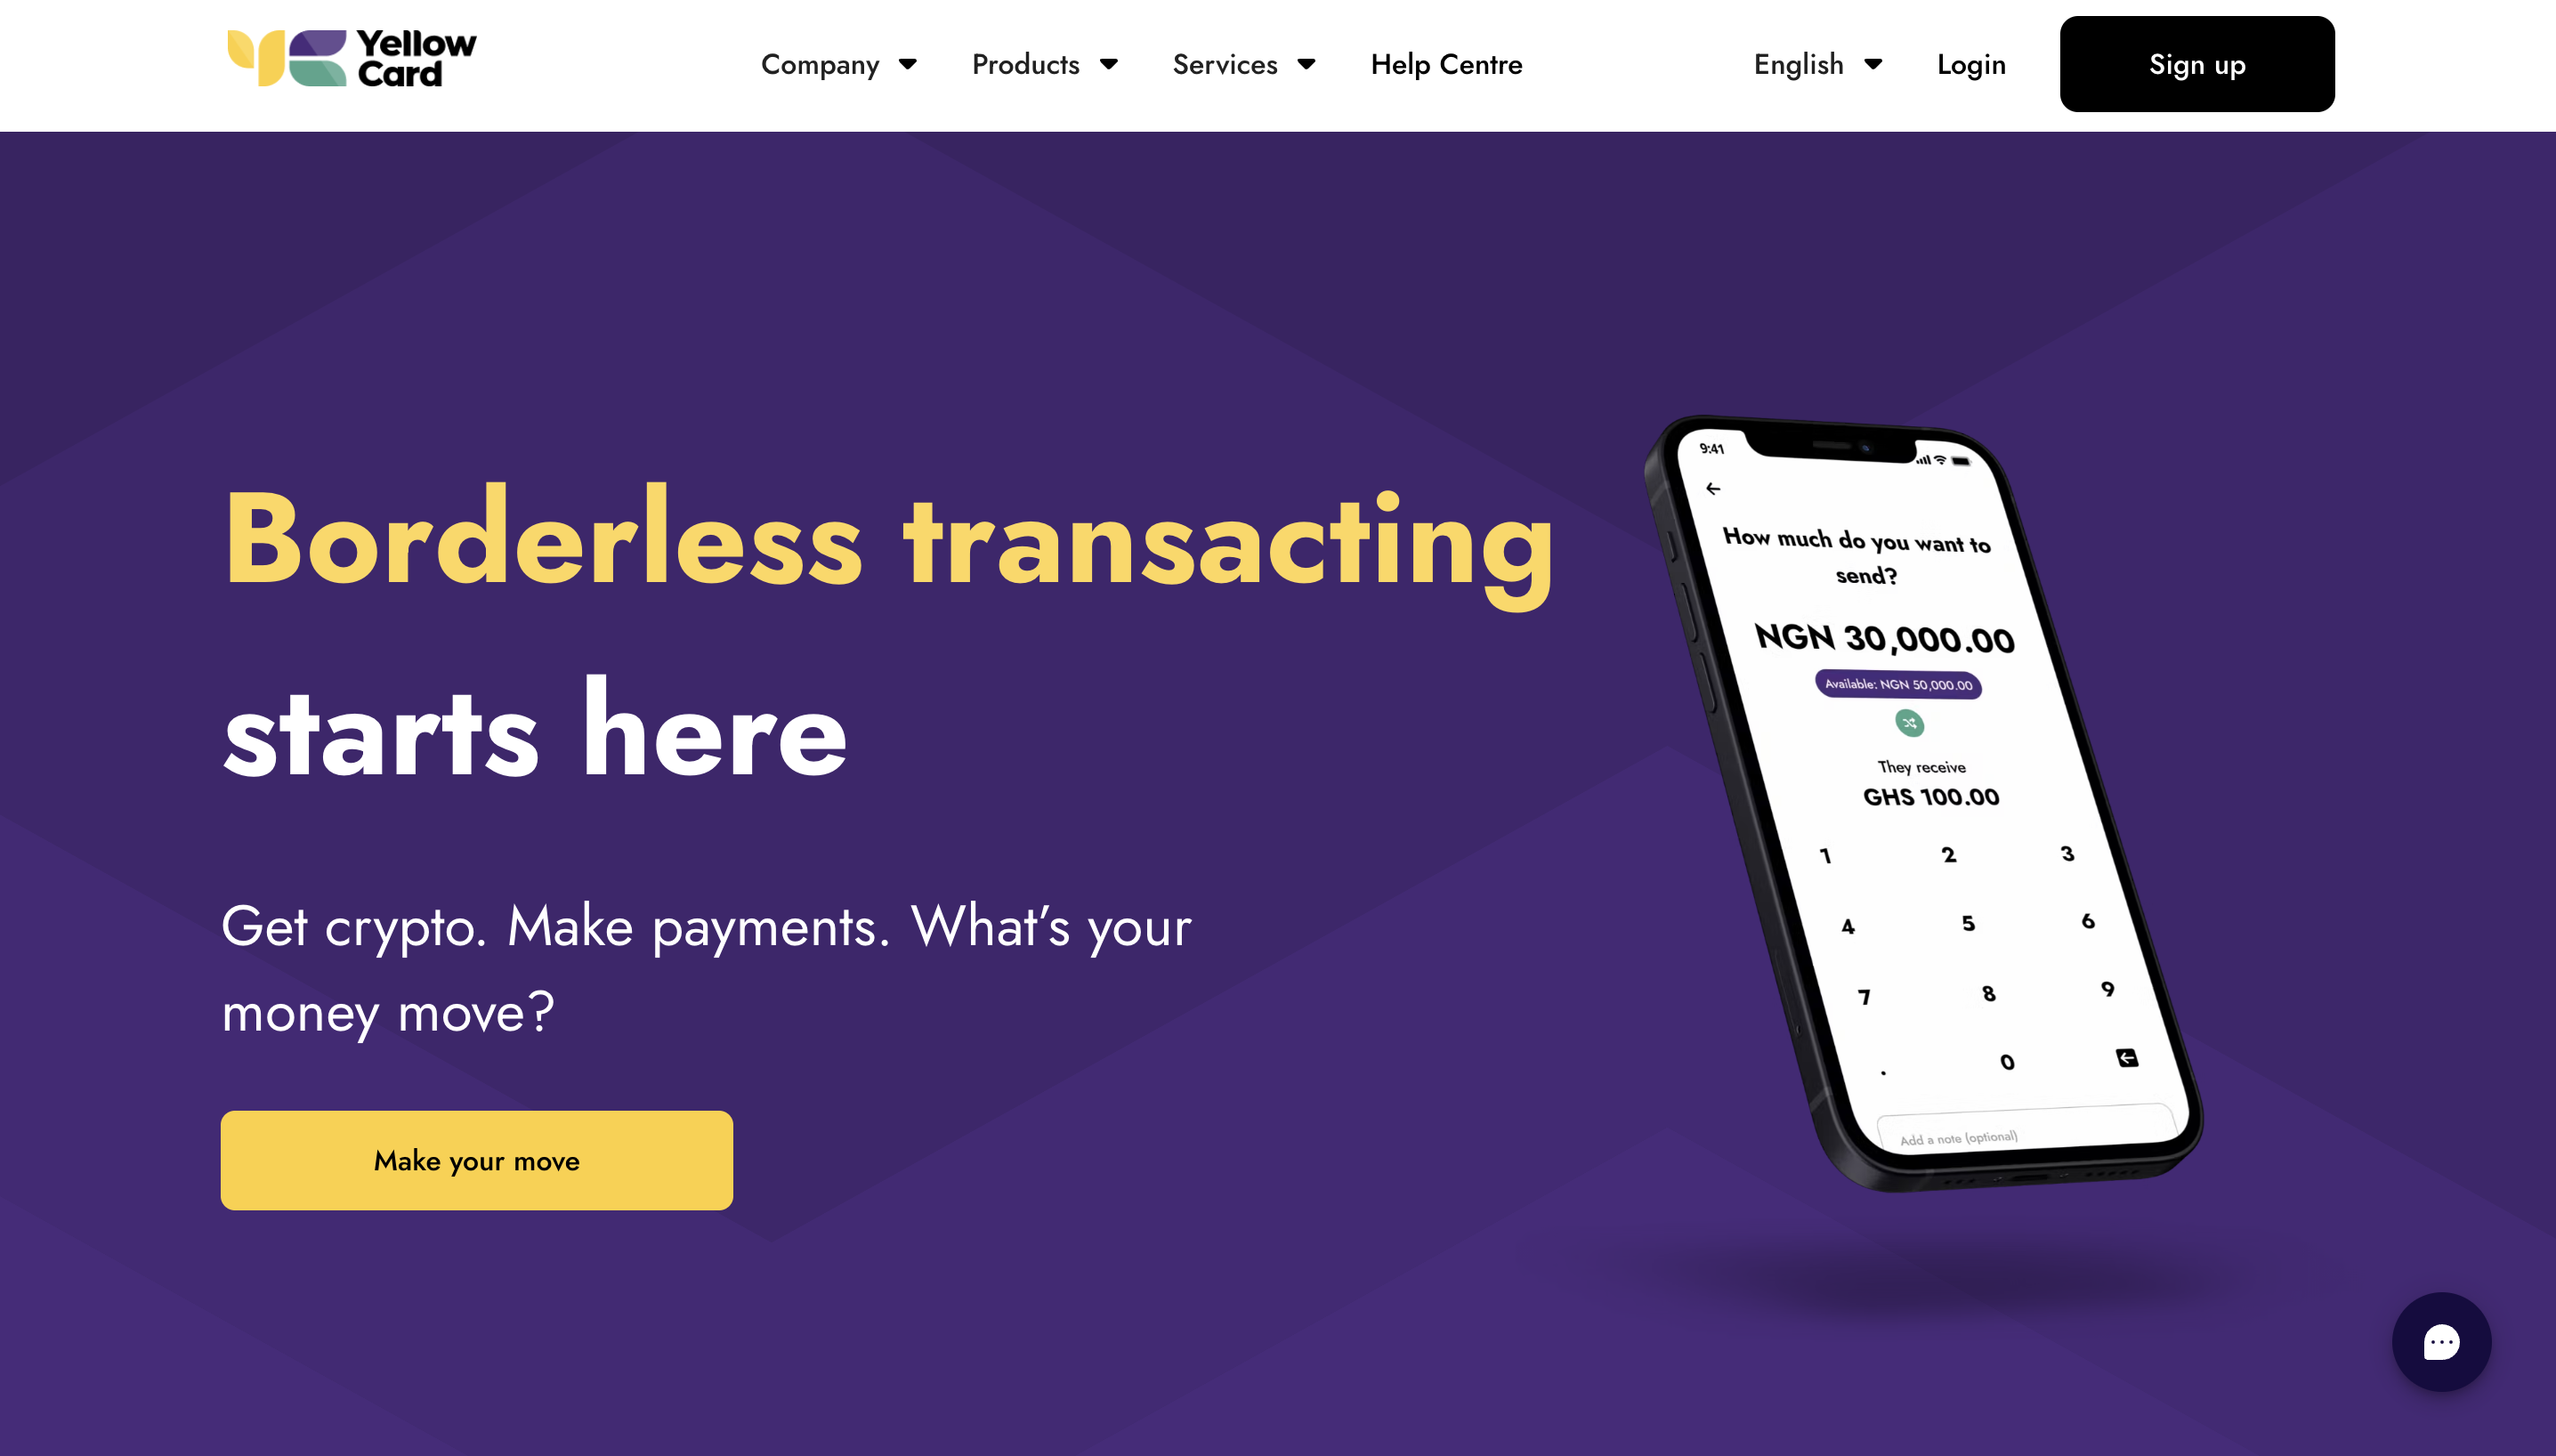 Yellow
Card
Company
Products
Services
Help Centre
English
Login
Sign up
Borderless transacting
starts here
Get crypto. Make payments. What’s your
money move?
Make your move
9:41
How much do you want to
send?
NGN 30,000.00
Available: NGN 50,000.00
They receive
GHS 100.00
1 2 3
4 5 6
7 8 9
. 0
Add a note (optional)